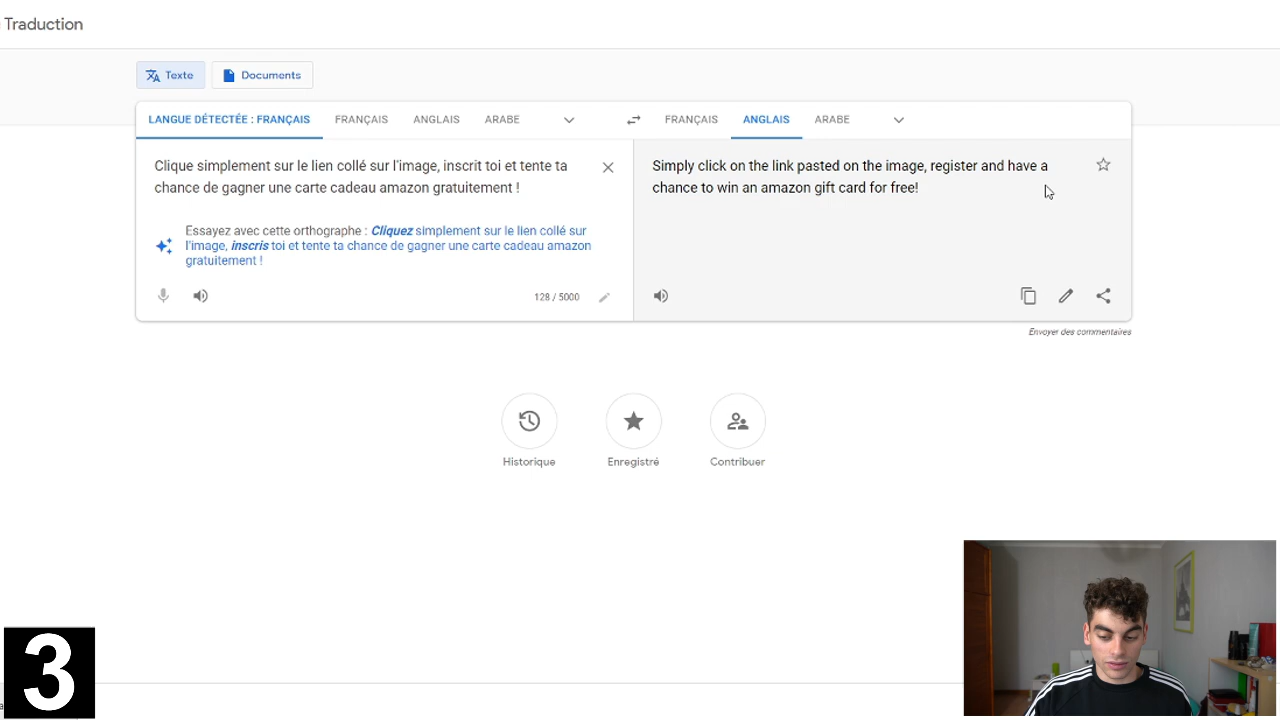 Traduction
Texte
Documents
LANGUE DÉTECTÉE : FRANÇAIS
FRANÇAIS
ANGLAIS
ARABE
FRANÇAIS
ANGLAIS
ARABE
Clique simplement sur le lien collé sur l'image, inscrit toi et tente ta
chance de gagner une carte cadeau amazon gratuitement !
Simply click on the link pasted on the image, register and have a
chance to win an amazon gift card for free!
Essayez avec cette orthographe : Cliquez simplement sur le lien collé sur
l'image, inscris toi et tente ta chance de gagner une carte cadeau amazon
gratuitement !
128 / 5000
Envoyer des commentaires
Historique
Enregistré
Contribuer
3